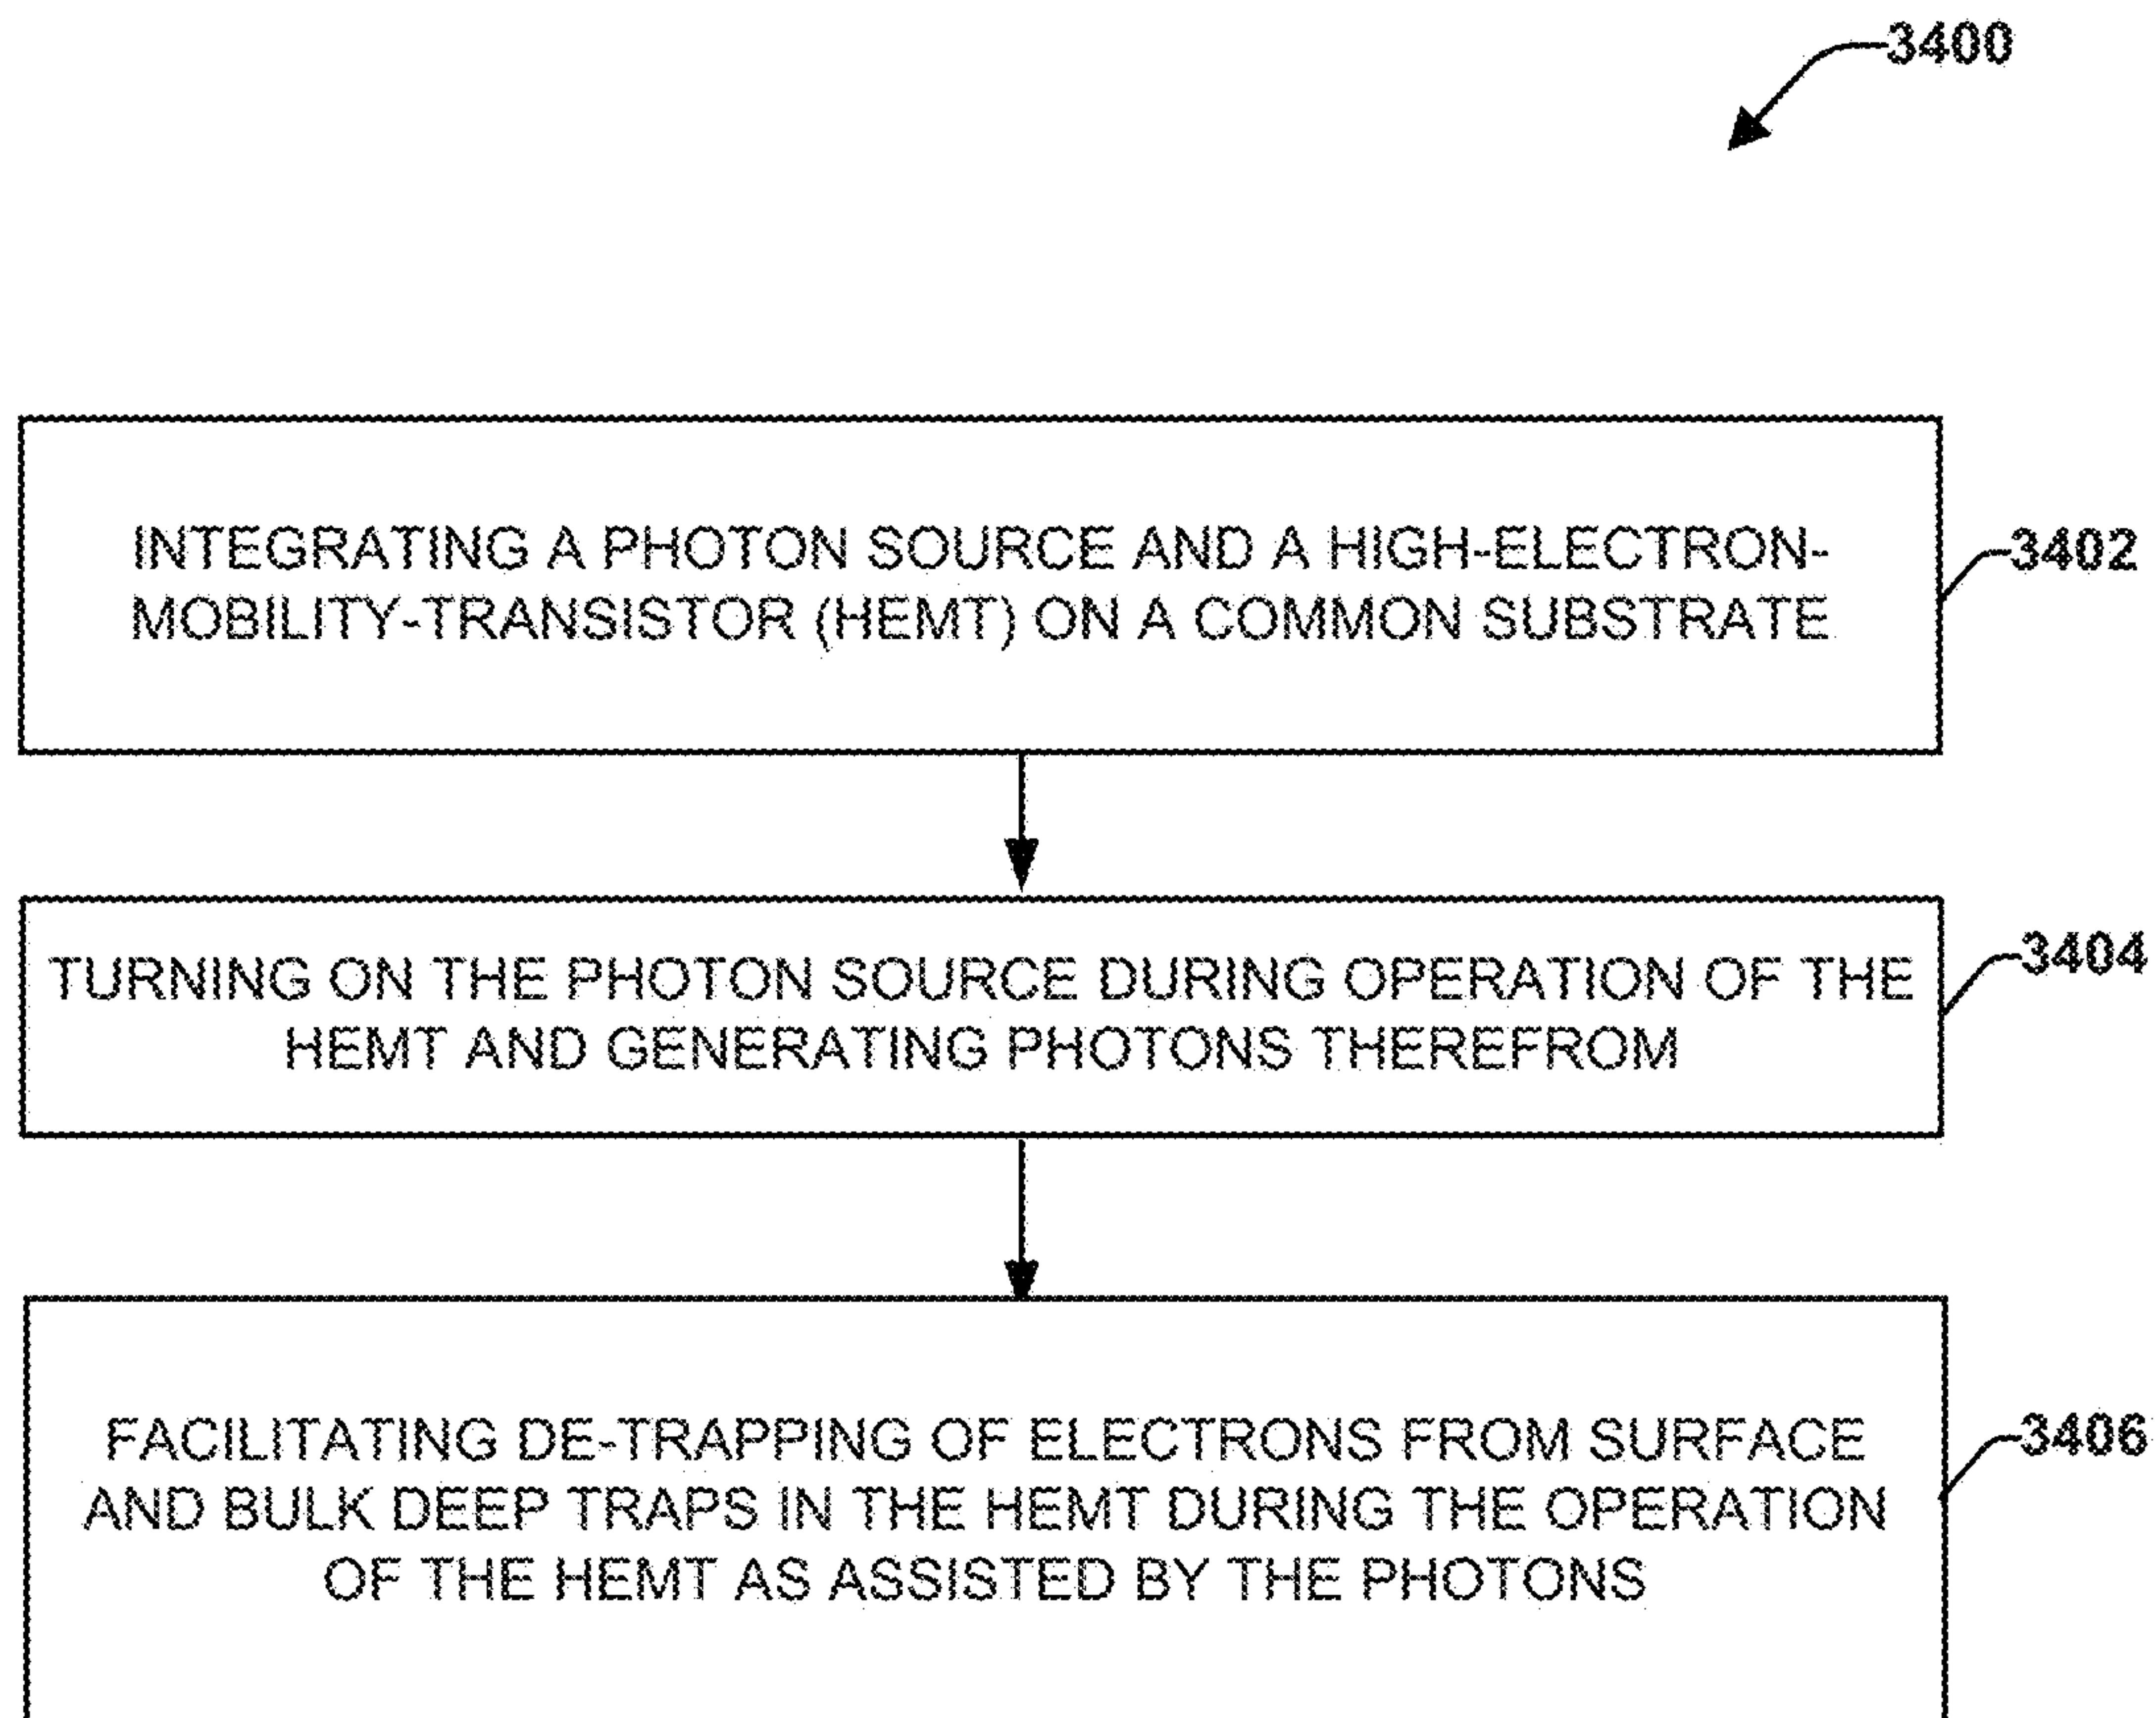 3400
INTEGRATING A PHOTON SOURCE AND A HIGH-ELECTRON-
MOBILITY-TRANSISTOR (HEMT) ON A COMMON SUBSTRATE
3402
TURNING ON THE PHOTON SOURCE DURING OPERATION OF THE
HEMT AND GENERATING PHOTONS THEREFROM
3404
FACILITATING DE-TRAPPING OF ELECTRONS FROM SURFACE
AND BULK DEEP TRAPS IN THE HEMT DURING THE OPERATION
OF THE HEMT AS ASSISTED BY THE PHOTONS
3406